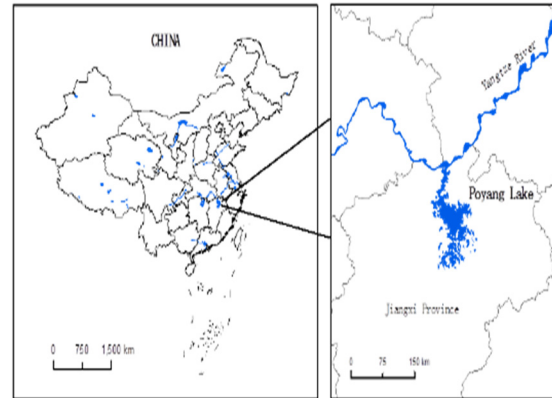 CHINA
0 750 1,500 km
Yangtze River
Poyang Lake
Jiangxi Province
0 75 150 km